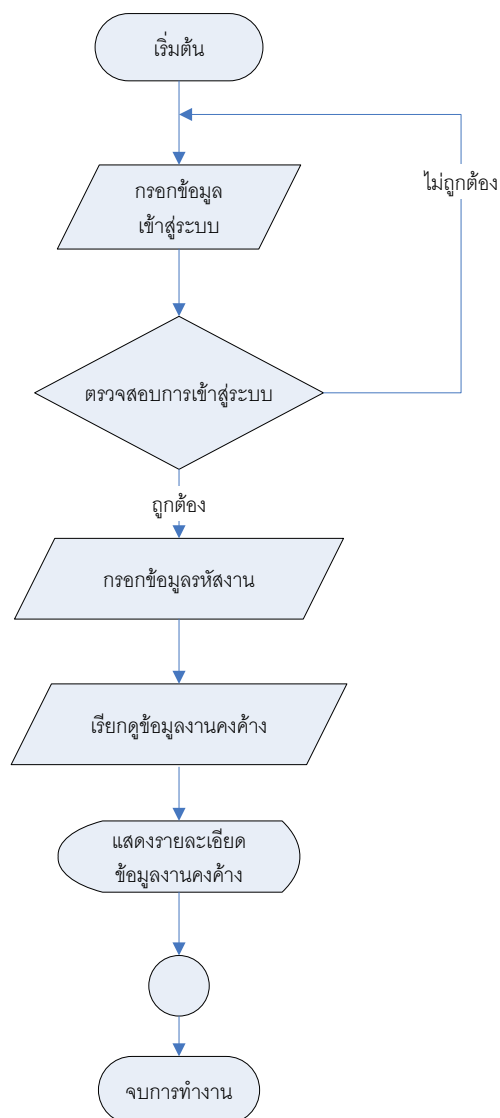 เริ่มต้น
ไม่ถูกต้อง
กรอกข้อมูล
เข้าสู่ระบบ
ตรวจสอบการเข้าสู่ระบบ
ถูกต้อง
กรอกข้อมูลรหัสงาน
เรียกดูข้อมูลงานคงค้าง
แสดงรายละเอียด
ข้อมูลงานคงค้าง
จบการทำงาน